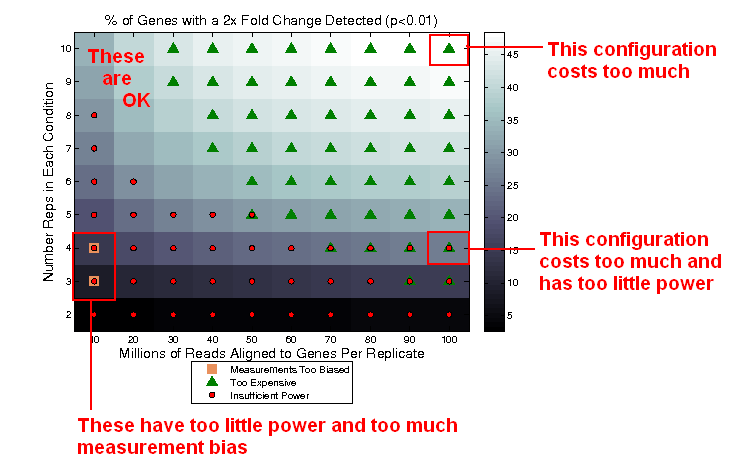 % of Genes with a 2x Fold Change Detected (p<0.01)
These
are
OK
This configuration
costs too much
This configuration
costs too much and
has too little power
Number Reps in Each Condition
10
9
8
7
6
5
4
3
2
10 20 30 40 50 60 70 80 90 100
45
40
35
30
25
20
15
10
5
Millions of Reads Aligned to Genes Per Replicate
Measurements Too Biased
Too Expensive
Insufficient Power
These have too little power and too much
measurement bias